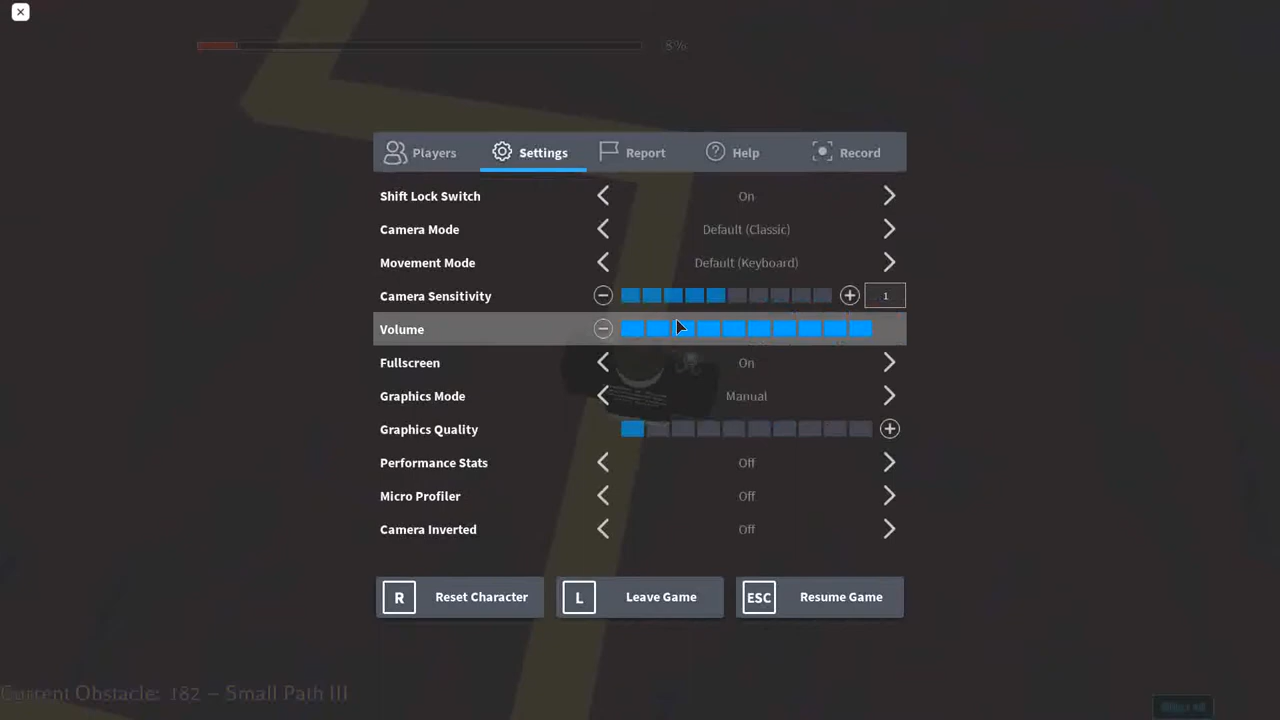 8%
Players Settings Report Help Record
Shift Lock Switch On
Camera Mode Default (Classic)
Movement Mode Default (Keyboard)
Camera Sensitivity 1
Volume
Fullscreen On
Graphics Mode Manual
Graphics Quality
Performance Stats Off
Micro Profiler Off
Camera Inverted Off
R Reset Character L Leave Game ESC Resume Game
Current Obstacle: 182 – Small Path III